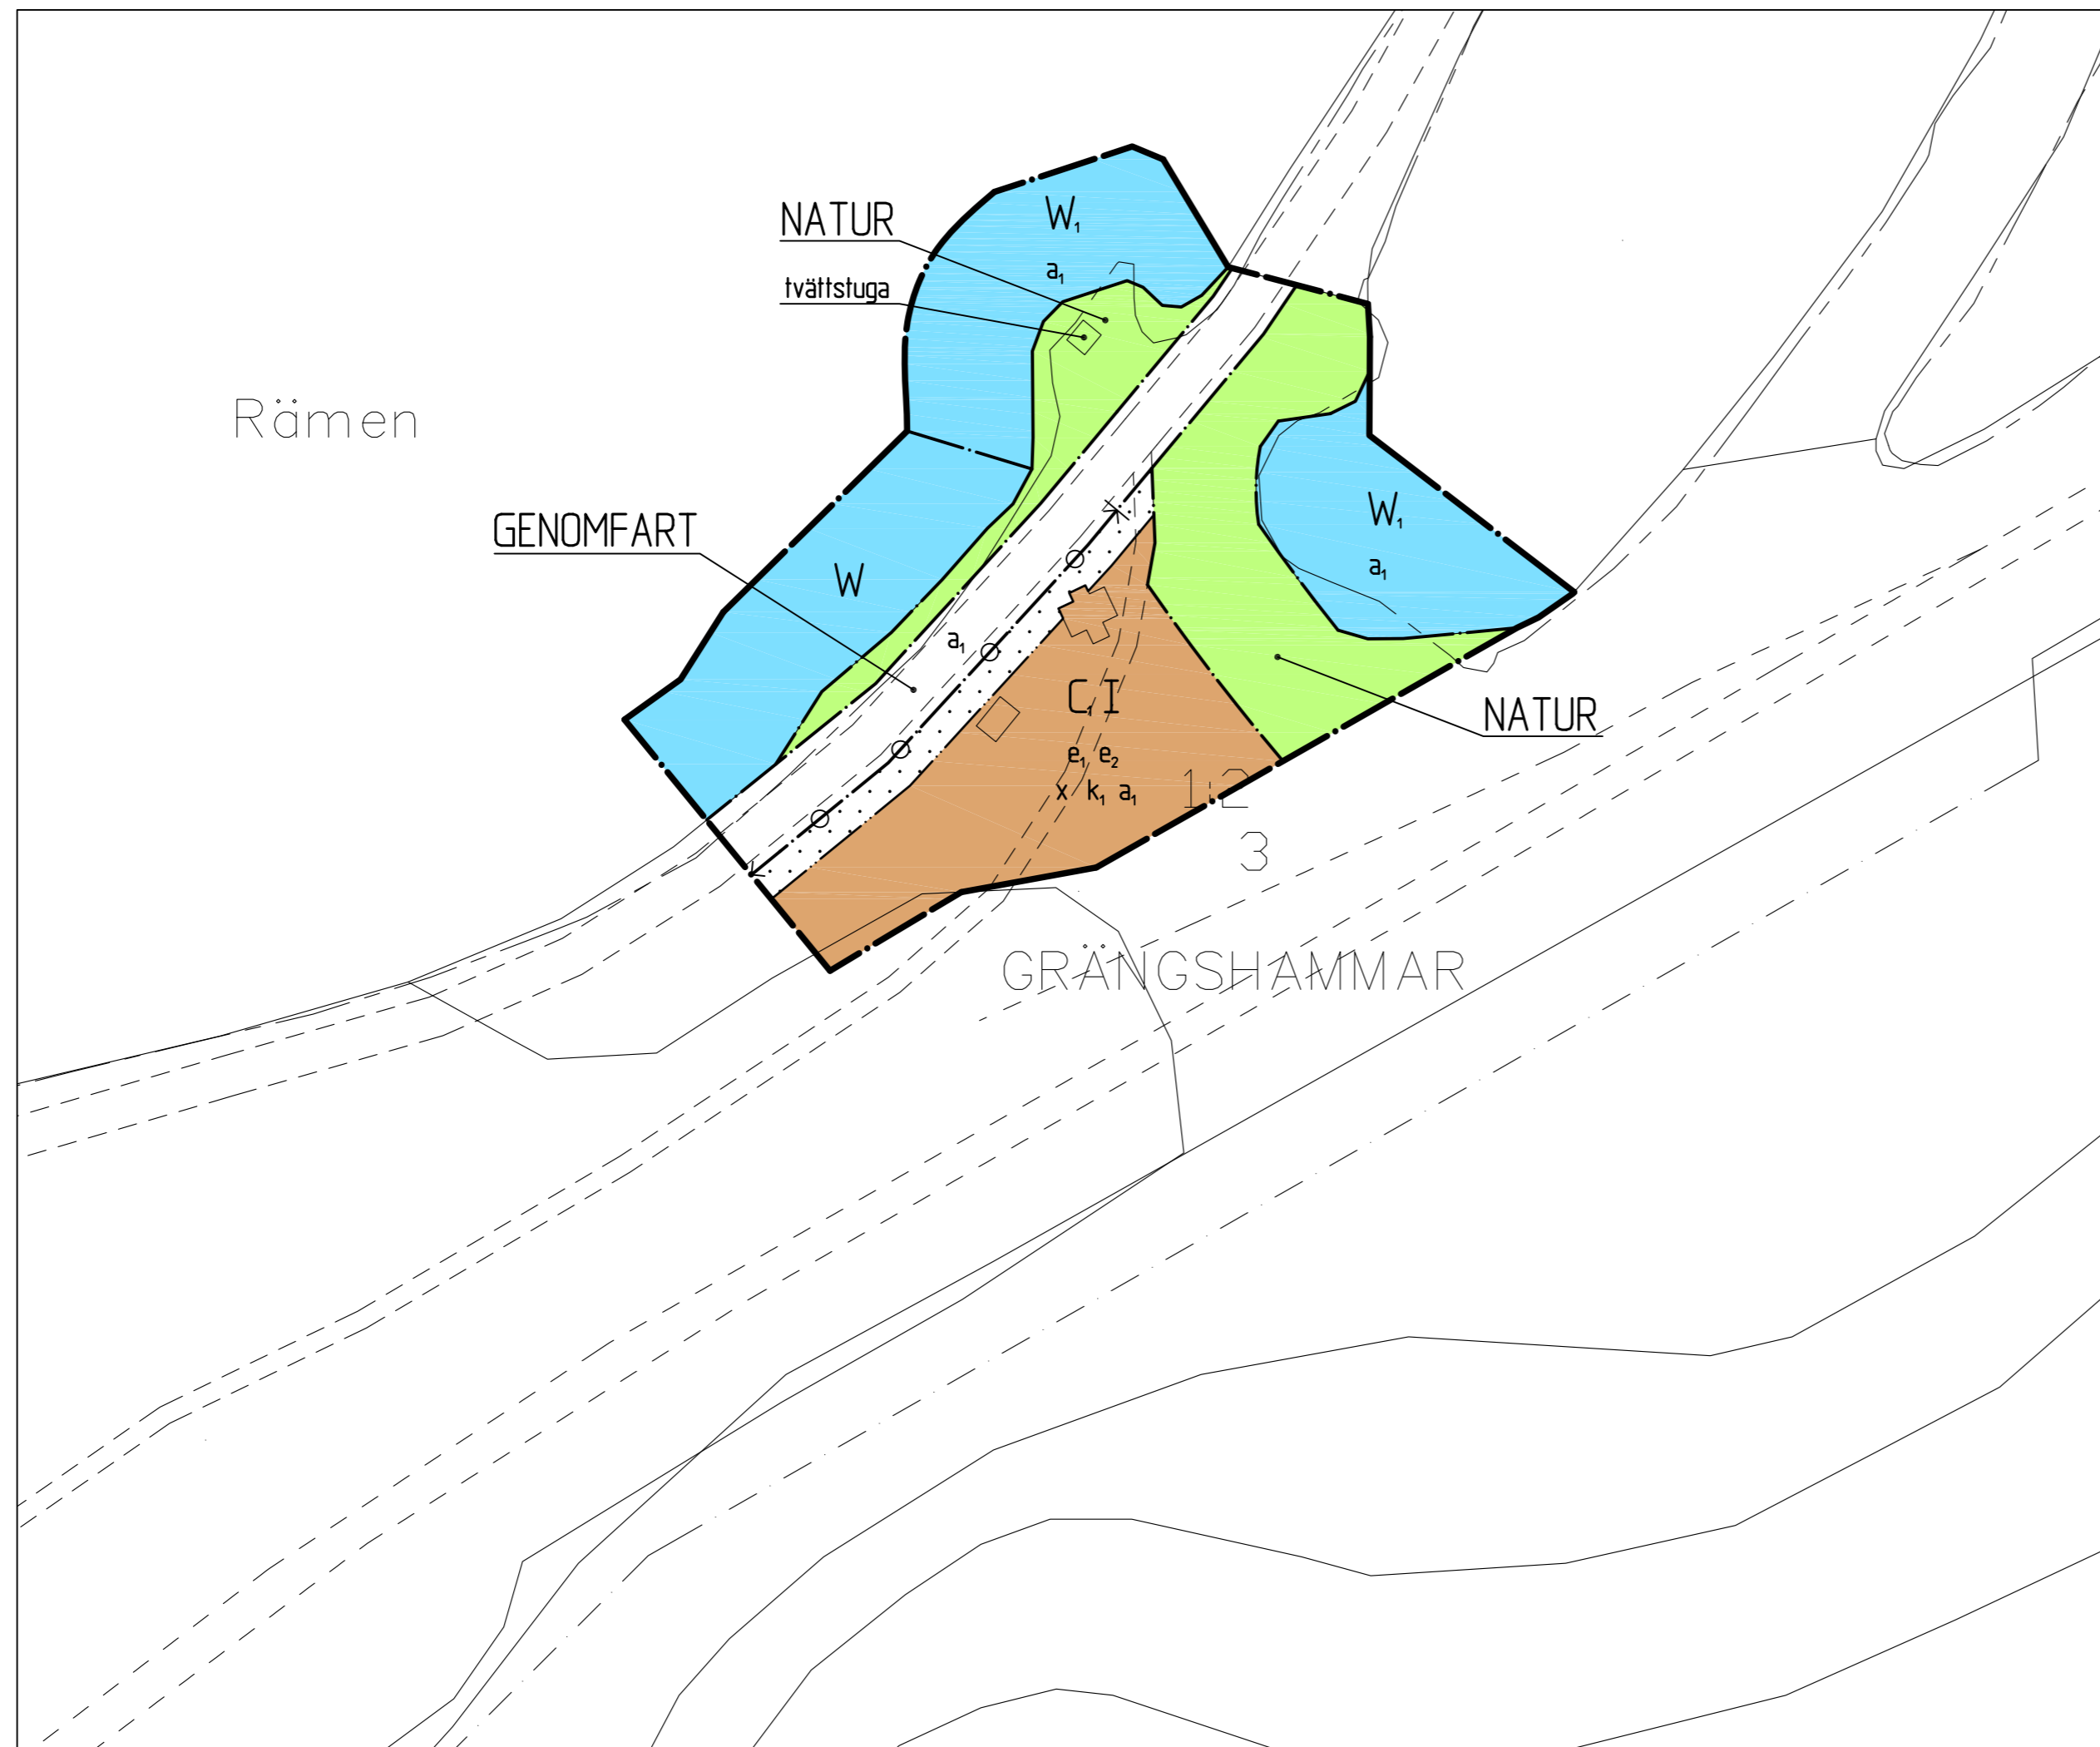 NATUR
W₁
a₁
tvättstuga
Rämen
GENOMFART
W
W₁
a₁
a₁
C₁ I
NATUR
e₁ e₂
x k₁ a₁
1:2
3
GRÄNGSHAMMAR